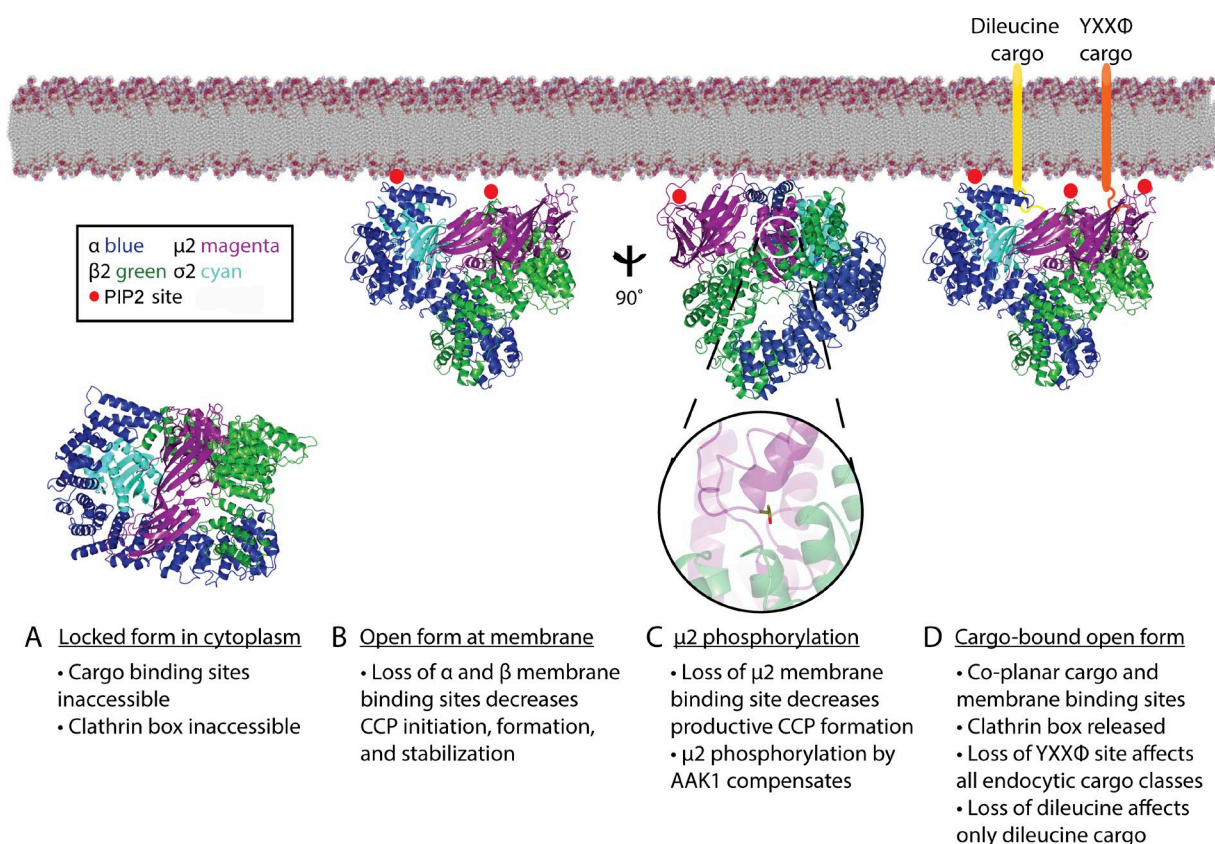 Dileucine YXXΦ
cargo cargo
α blue μ2 magenta
β2 green σ2 cyan
PIP2 site
90˚
A Locked form in cytoplasm
• Cargo binding sites
inaccessible
• Clathrin box inaccessible
B Open form at membrane
• Loss of α and β membrane
binding sites decreases
CCP initiation, formation,
and stabilization
C μ2 phosphorylation
• Loss of μ2 membrane
binding site decreases
productive CCP formation
• μ2 phosphorylation by
AAK1 compensates
D Cargo-bound open form
• Co-planar cargo and
membrane binding sites
• Clathrin box released
• Loss of YXXΦ site affects
all endocytic cargo classes
• Loss of dileucine affects
only dileucine cargo